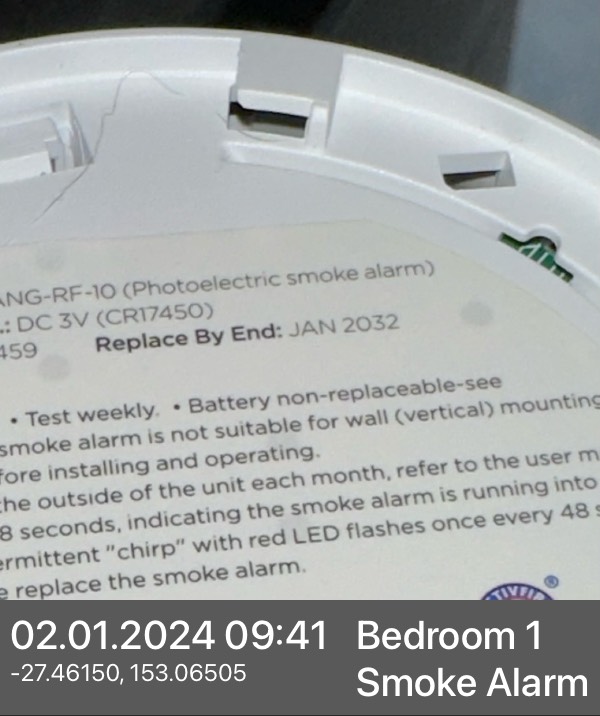 ANG-RF-10 (Photoelectric smoke alarm)
.: DC 3V (CR17450)
459 Replace By End: JAN 2032
• Test weekly. • Battery non-replaceable-see
smoke alarm is not suitable for wall (vertical) mounting
fore installing and operating.
the outside of the unit each month, refer to the user m
8 seconds, indicating the smoke alarm is running into
ermittent "chirp" with red LED flashes once every 48 s
e replace the smoke alarm.
®
02.01.2024 09:41
-27.46150, 153.06505
Bedroom 1
Smoke Alarm